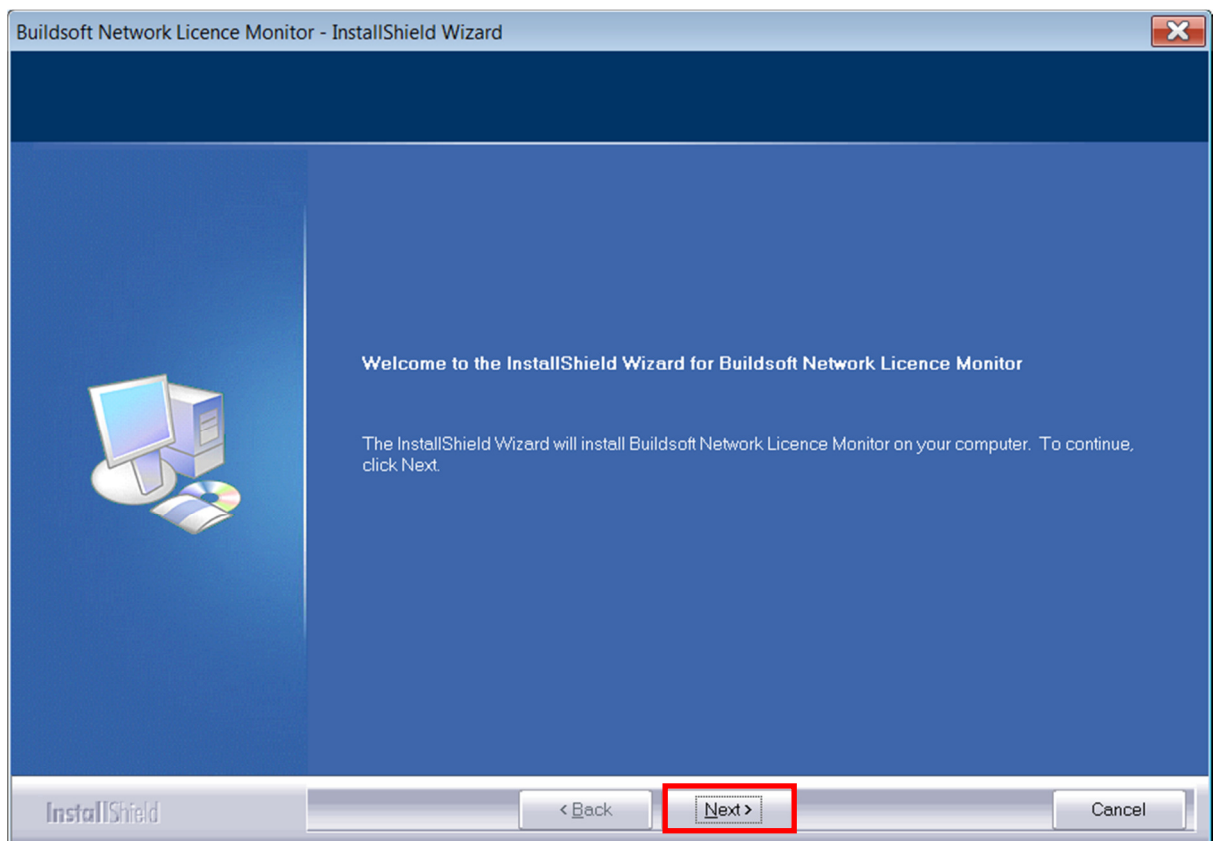 Buildsoft Network Licence Monitor - InstallShield Wizard
Welcome to the InstallShield Wizard for Buildsoft Network Licence Monitor
The InstallShield Wizard will install Buildsoft Network Licence Monitor on your computer. To continue,
click Next.
InstallShield
< Back
Next >
Cancel